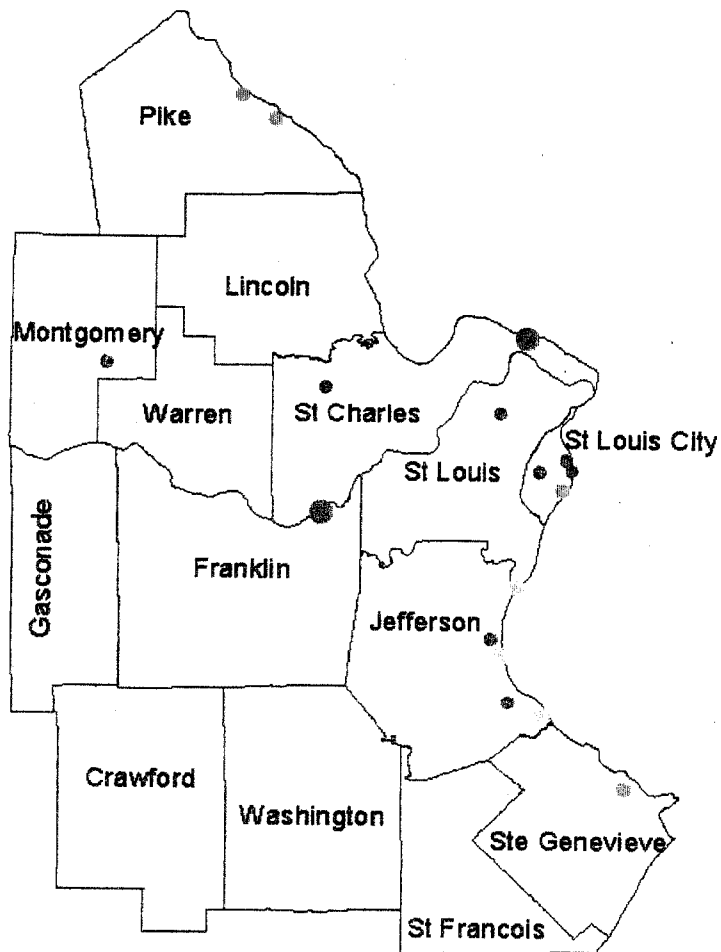 Pike
Lincoln
Montgomery
Warren
St Charles
St Louis City
St Louis
Gasconade
Franklin
Jefferson
Crawford
Washington
Ste Genevieve
St Francois